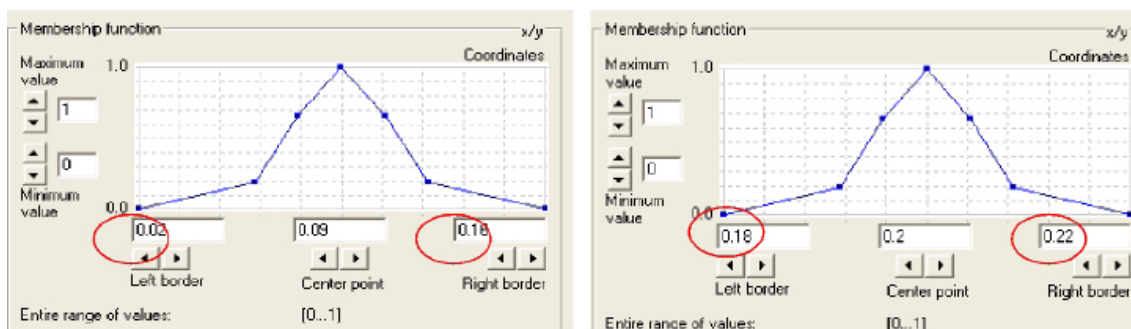 Membership function
x/y
Coordinates
Maximum value
1.0
1
0
Minimum value
0.0
0.02
0.09
0.16
Left border
Center point
Right border
Entire range of values:
[0...1]
Membership function
x/y
Coordinates
Maximum value
1.0
1
0
Minimum value
0.0
0.18
0.2
0.22
Left border
Center point
Right border
Entire range of values:
[0...1]